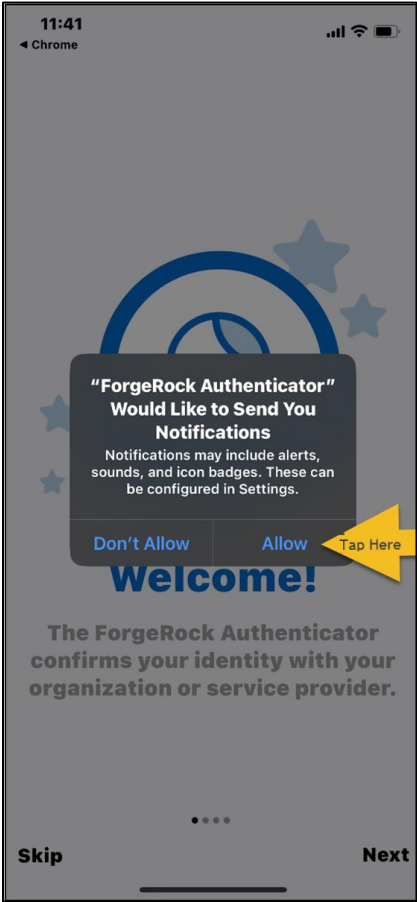 11:41
◀ Chrome
“ForgeRock Authenticator”
Would Like to Send You
Notifications
Notifications may include alerts,
sounds, and icon badges. These can
be configured in Settings.
Don’t Allow
Allow
Tap Here
Welcome!
The ForgeRock Authenticator
confirms your identity with your
organization or service provider.
Skip
Next